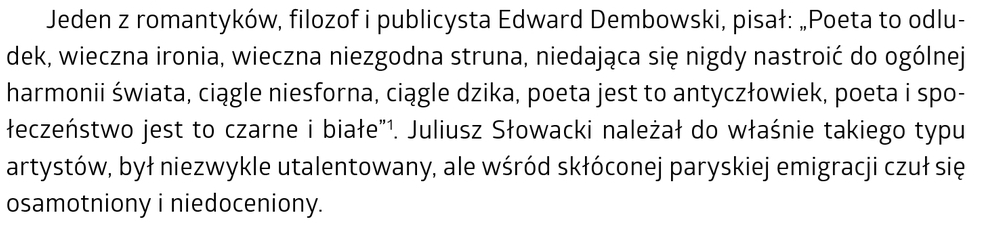 Jeden z romantyków, filozof i publicysta Edward Dembowski, pisał: „Poeta to odlu-
dek, wieczna ironia, wieczna niezgodna struna, niedająca się nigdy nastroić do ogólnej
harmonii świata, ciągle niesforna, ciągle dzika, poeta jest to antyczłowiek, poeta i spo-
łeczeństwo jest to czarne i białe”¹. Juliusz Słowacki należał do właśnie takiego typu
artystów, był niezwykle utalentowany, ale wśród skłóconej paryskiej emigracji czuł się
osamotniony i niedoceniony.